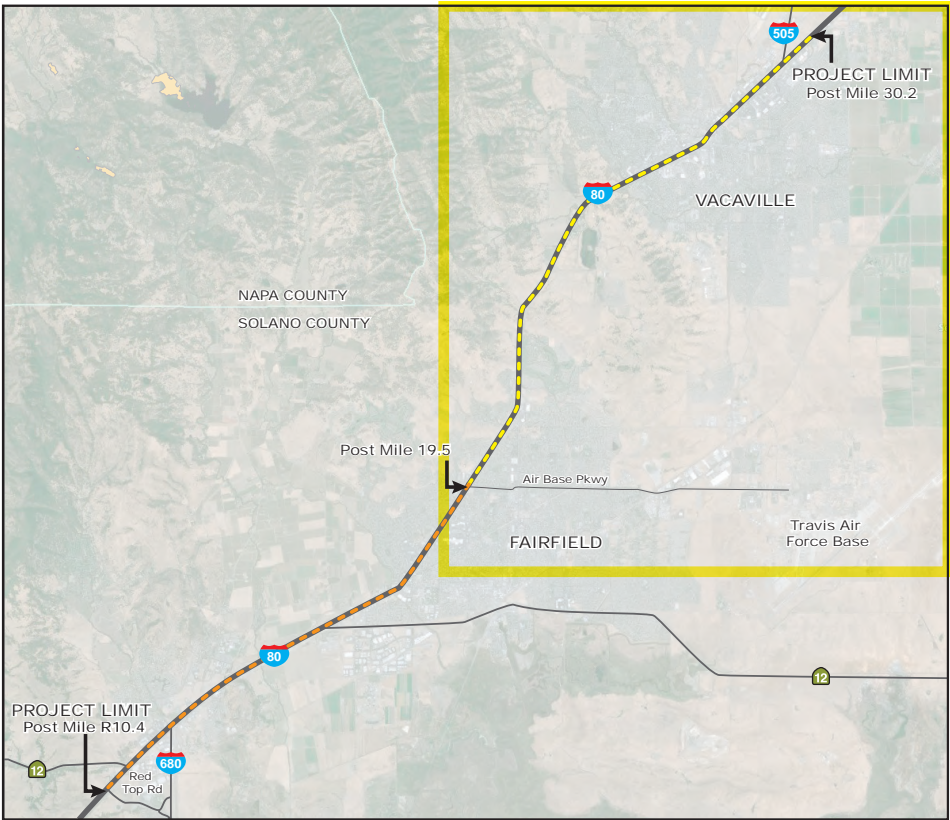 505
PROJECT LIMIT
Post Mile 30.2
80
VACAVILLE
NAPA COUNTY
SOLANO COUNTY
Post Mile 19.5
Air Base Pkwy
Travis Air
Force Base
FAIRFIELD
80
12
PROJECT LIMIT
Post Mile R10.4
680
12
Red
Top Rd